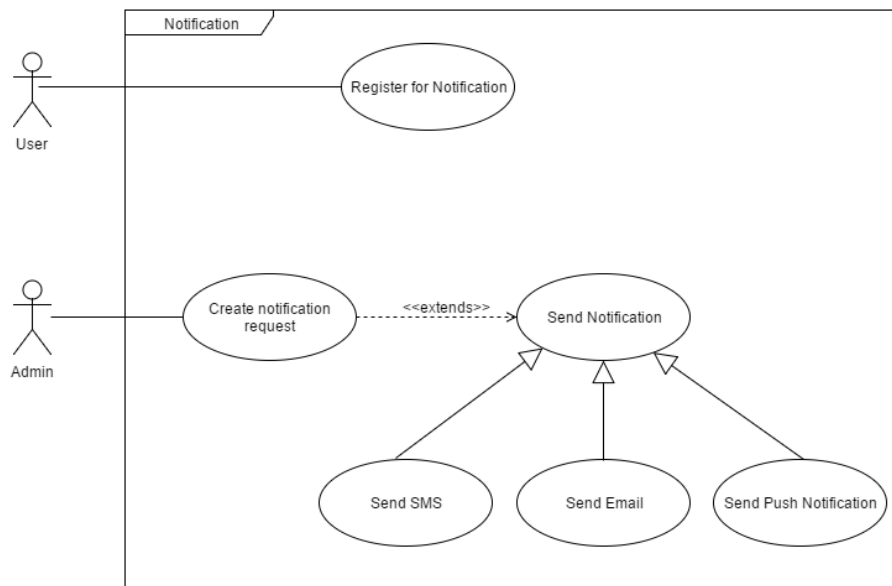 Notification
Register for Notification
User
Create notification
request
<<extends>>
Send Notification
Admin
Send SMS
Send Email
Send Push Notification